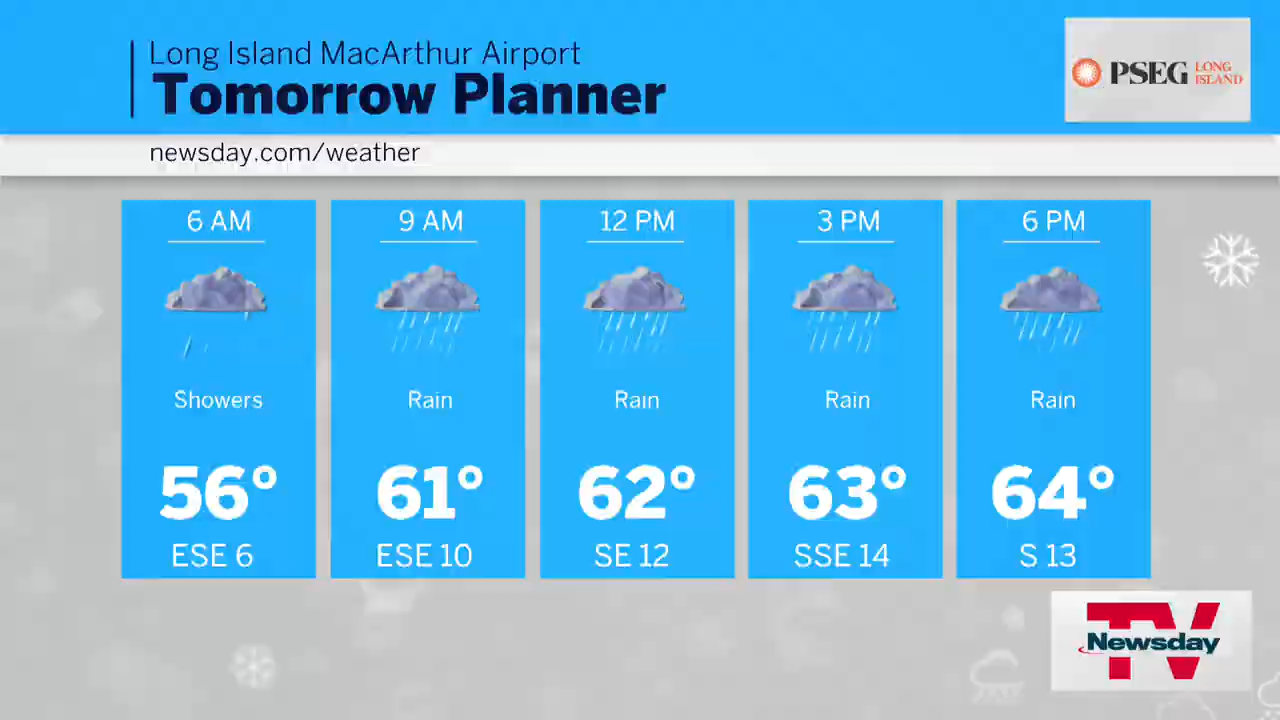 Long Island MacArthur Airport
Tomorrow Planner
PSEG LONG ISLAND
newsday.com/weather
6 AM
Showers
56°
ESE 6
9 AM
Rain
61°
ESE 10
12 PM
Rain
62°
SE 12
3 PM
Rain
63°
SSE 14
6 PM
Rain
64°
S 13
TV
Newsday